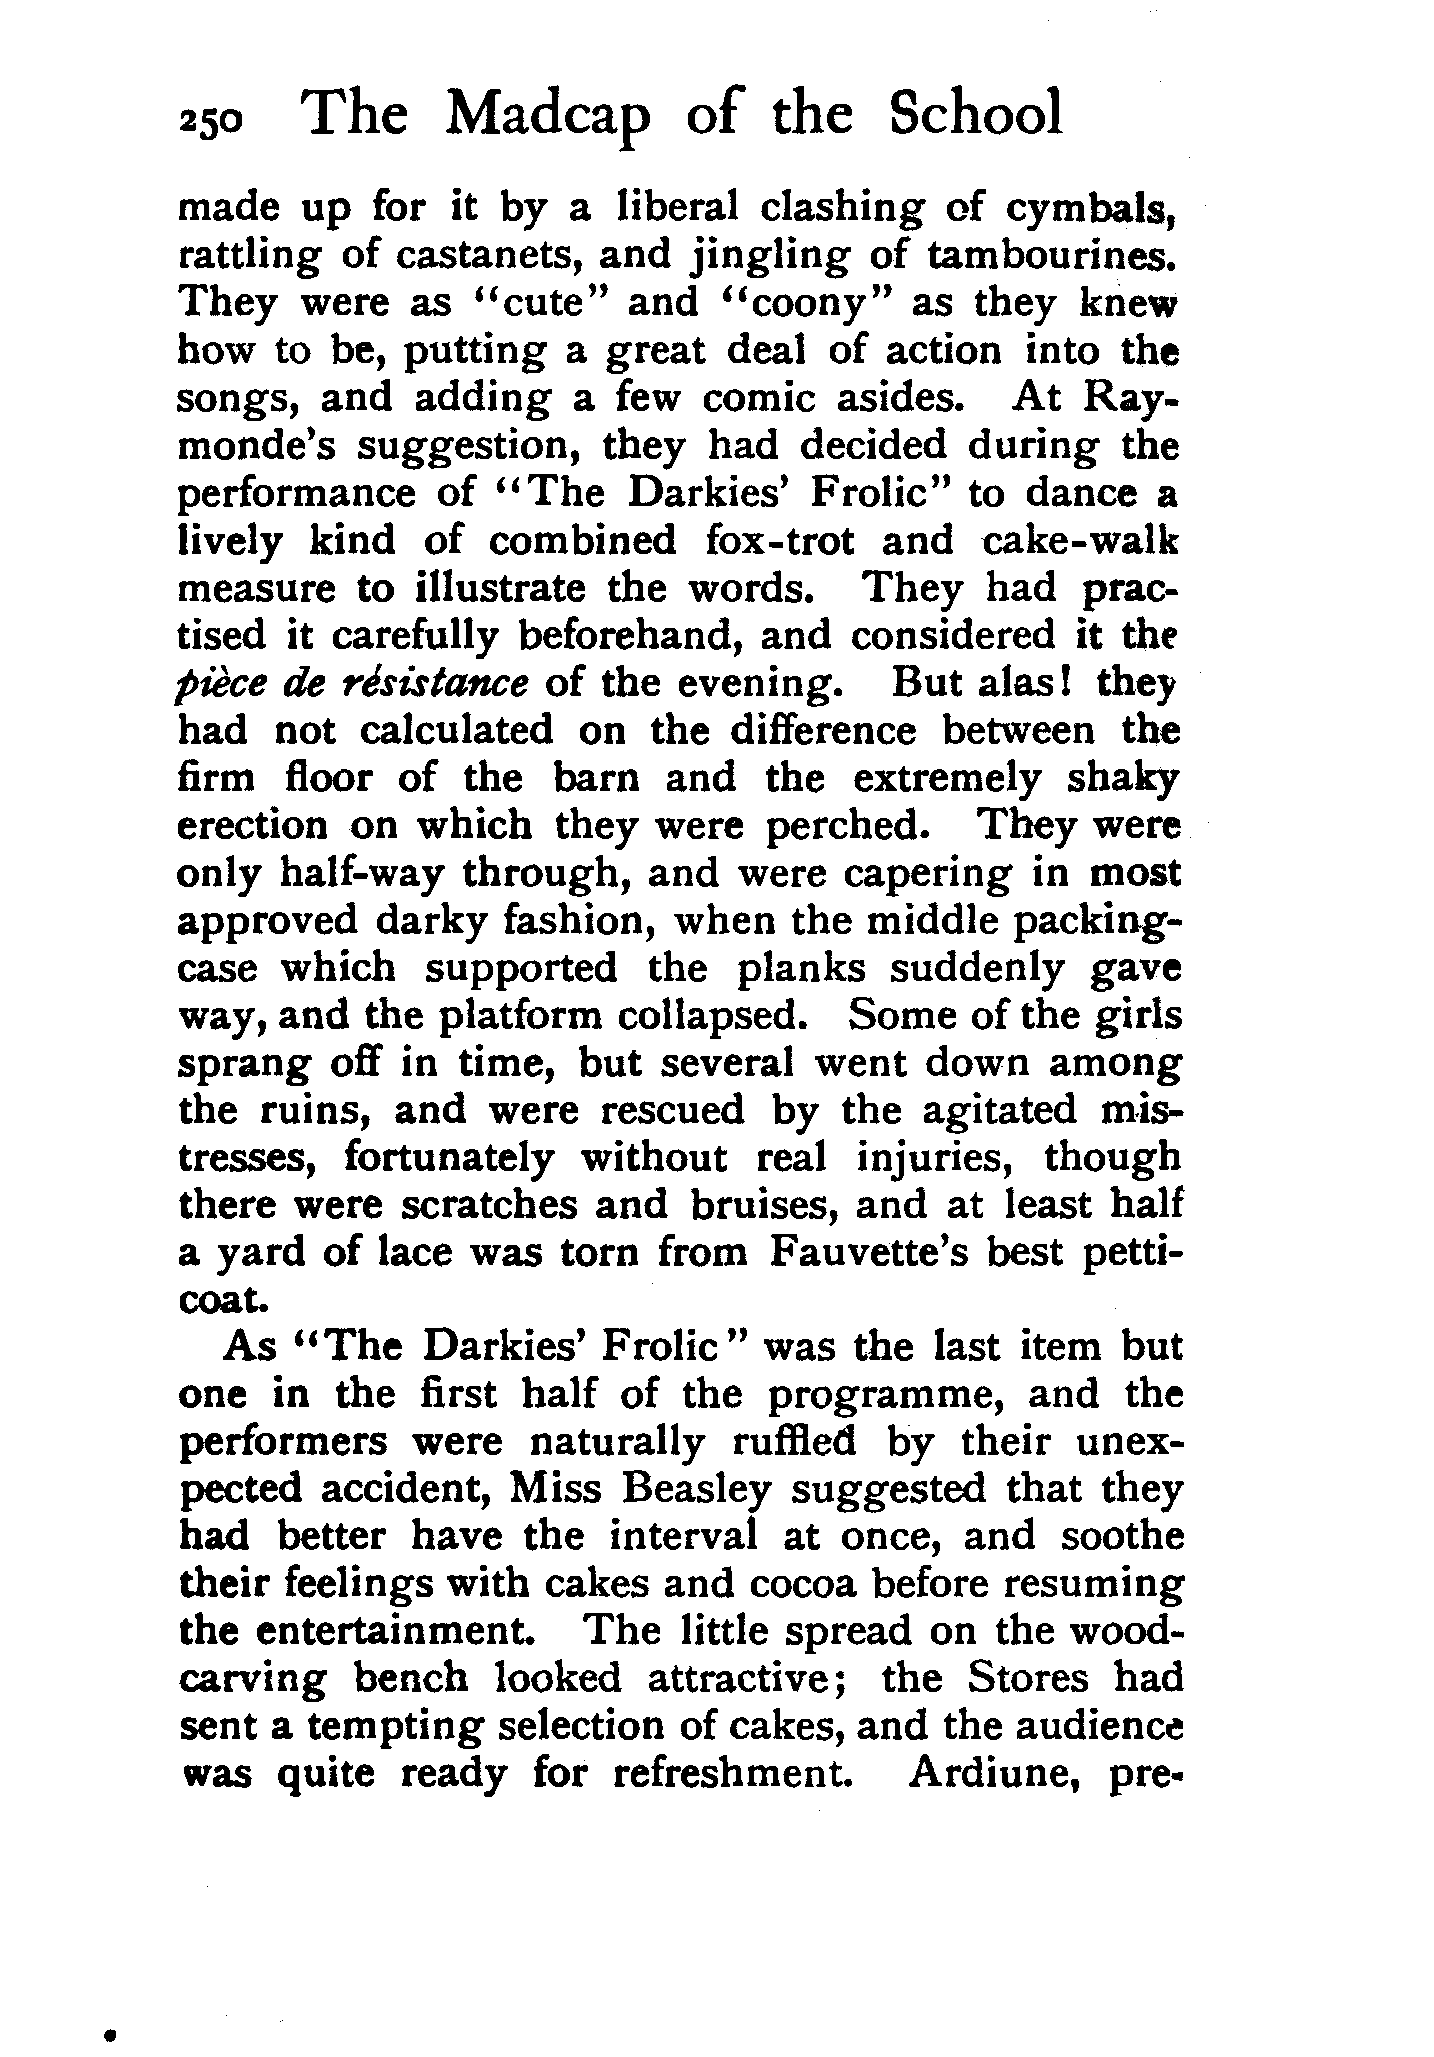 250 The Madcap of the School
made up for it by a liberal clashing of cymbals,
rattling of castanets, and jingling of tambourines.
They were as "cute" and "coony" as they knew
how to be, putting a great deal of action into the
songs, and adding a few comic asides. At Ray-
monde's suggestion, they had decided during the
performance of "The Darkies' Frolic" to dance a
lively kind of combined fox-trot and cake-walk
measure to illustrate the words. They had prac-
tised it carefully beforehand, and considered it the
pièce de résistance of the evening. But alas! they
had not calculated on the difference between the
firm floor of the barn and the extremely shaky
erection on which they were perched. They were
only half-way through, and were capering in most
approved darky fashion, when the middle packing-
case which supported the planks suddenly gave
way, and the platform collapsed. Some of the girls
sprang off in time, but several went down among
the ruins, and were rescued by the agitated mis-
tresses, fortunately without real injuries, though
there were scratches and bruises, and at least half
a yard of lace was torn from Fauvette's best petti-
coat.
As "The Darkies' Frolic" was the last item but
one in the first half of the programme, and the
performers were naturally ruffled by their unex-
pected accident, Miss Beasley suggested that they
had better have the interval at once, and soothe
their feelings with cakes and cocoa before resuming
the entertainment. The little spread on the wood-
carving bench looked attractive; the Stores had
sent a tempting selection of cakes, and the audience
was quite ready for refreshment. Ardiune, pre-